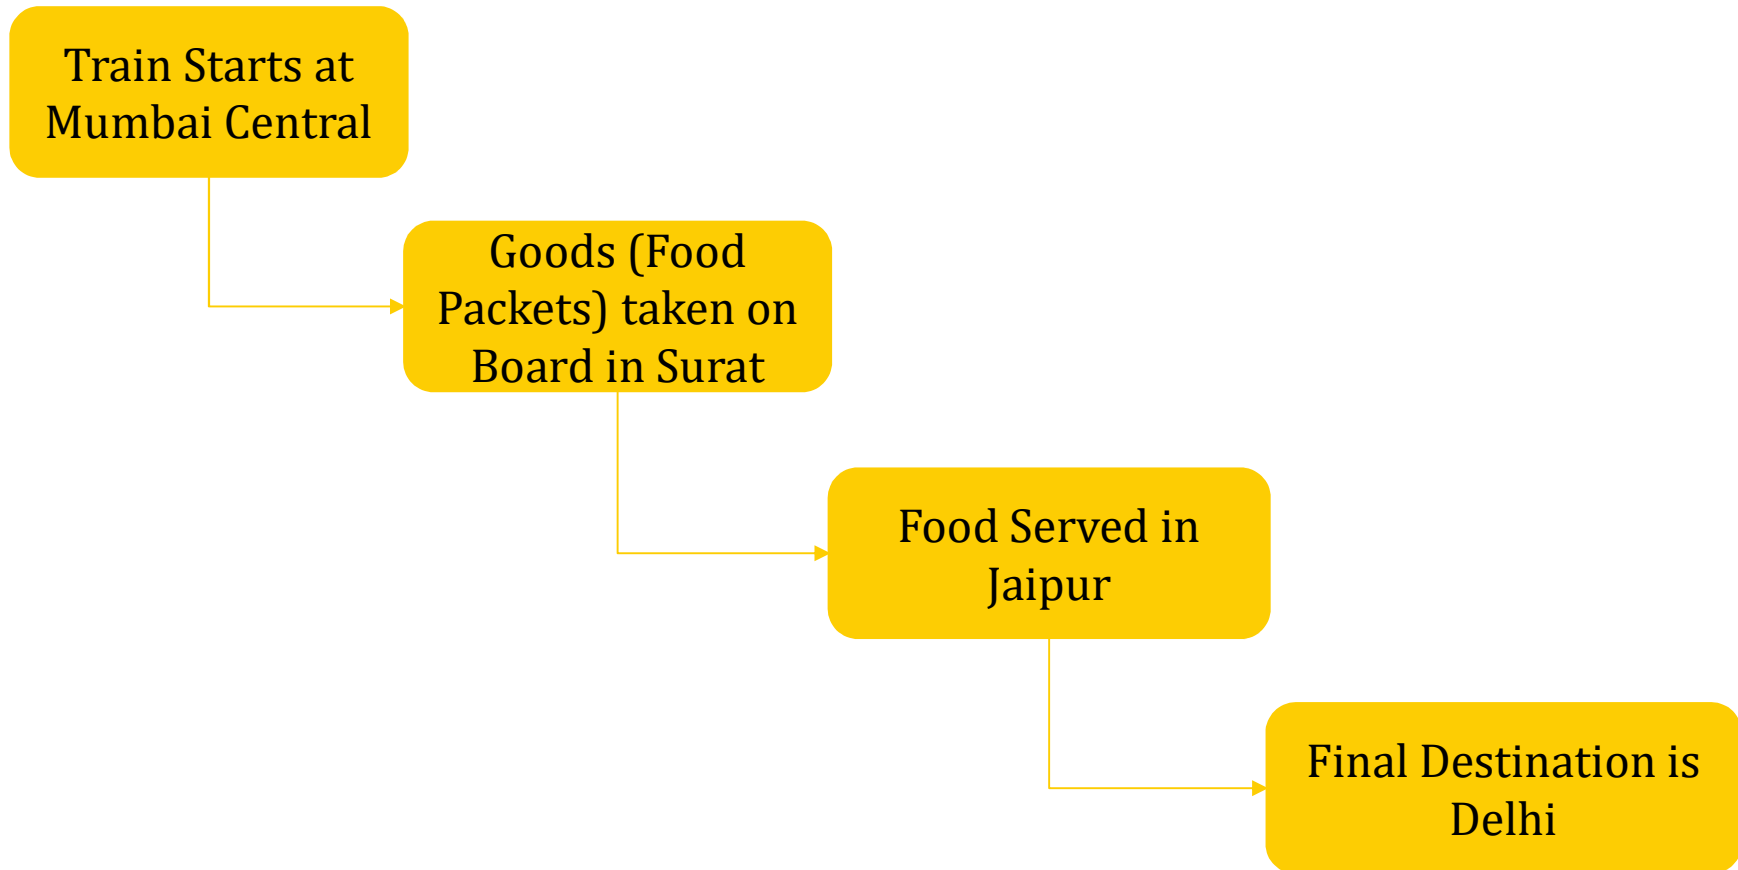 Train Starts at
Mumbai Central
Goods (Food
Packets) taken on
Board in Surat
Food Served in
Jaipur
Final Destination is
Delhi